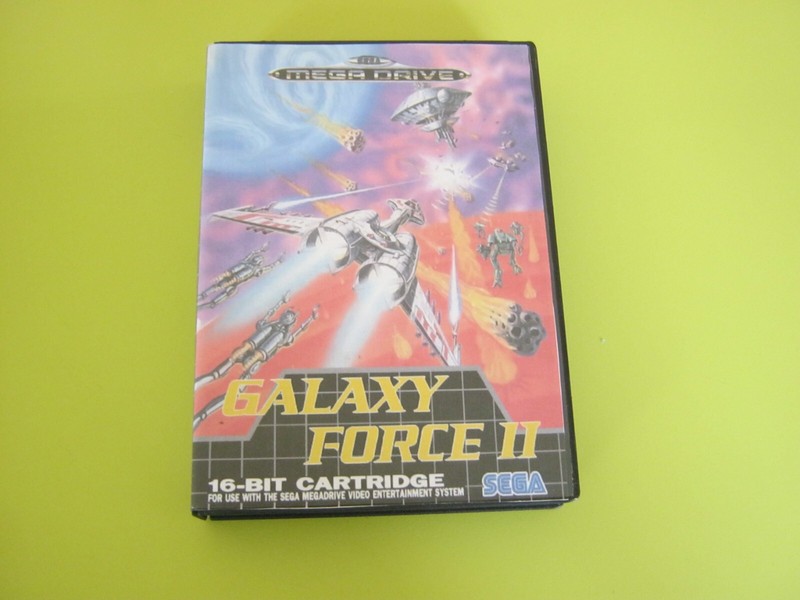 MEGA DRIVE
GALAXY
FORCE II
16-BIT CARTRIDGE
FOR USE WITH THE SEGA MEGADRIVE VIDEO ENTERTAINMENT SYSTEM
SEGA